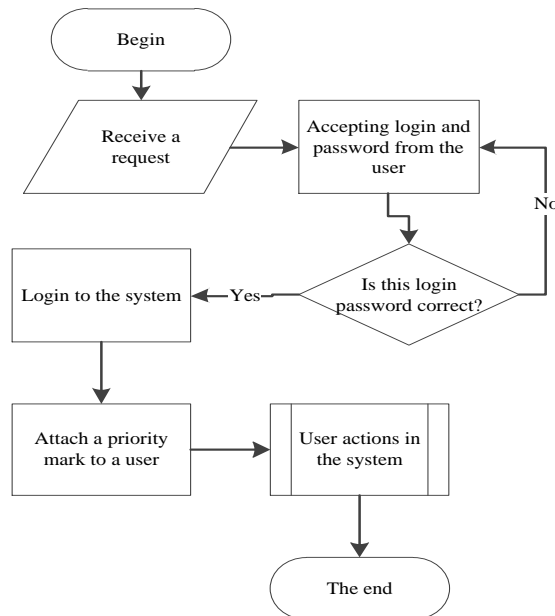 Begin
Receive a
request
Accepting login and
password from the
user
No
Is this login
password correct?
Yes
Login to the system
Attach a priority
mark to a user
User actions in
the system
The end